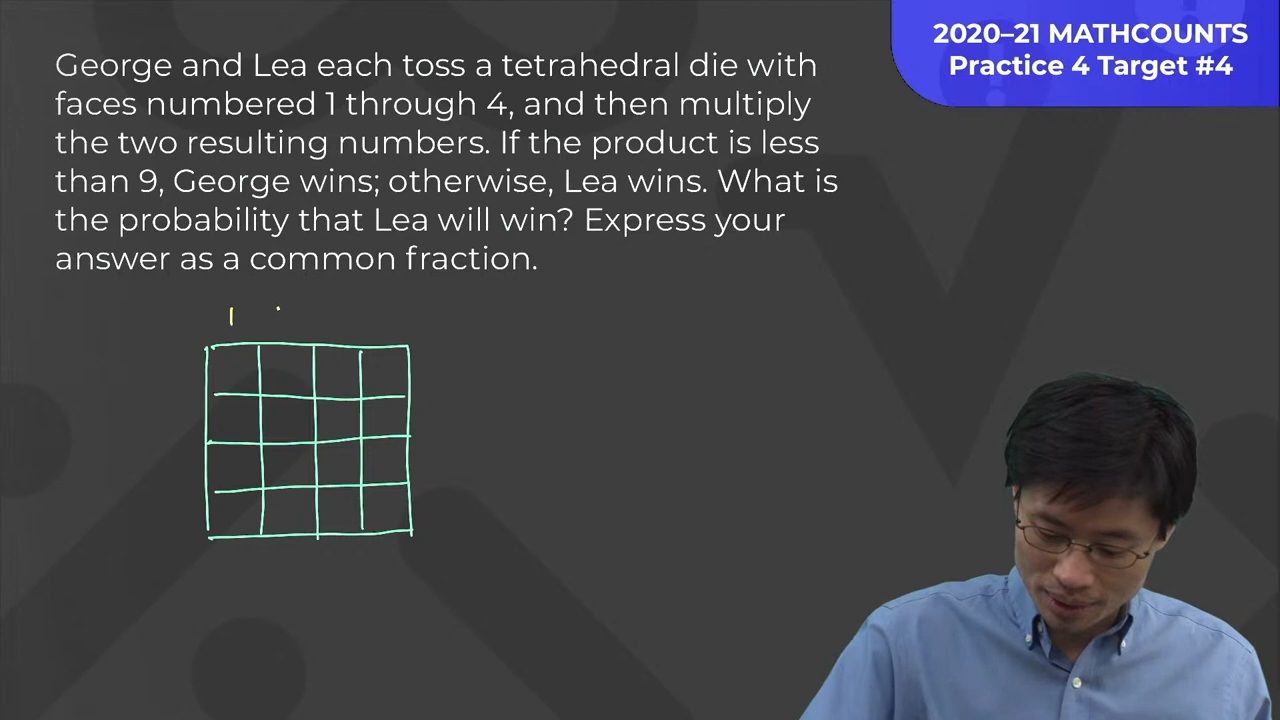 2020–21 MATHCOUNTS
Practice 4 Target #4
George and Lea each toss a tetrahedral die with
faces numbered 1 through 4, and then multiply
the two resulting numbers. If the product is less
than 9, George wins; otherwise, Lea wins. What is
the probability that Lea will win? Express your
answer as a common fraction.
1